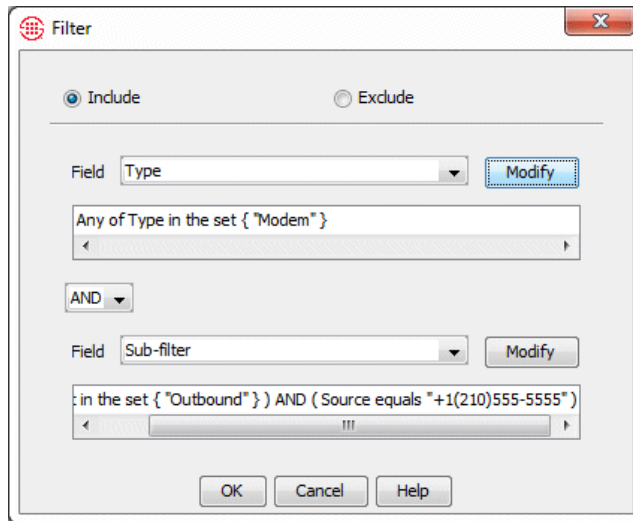 Filter
Include Exclude
Field Type Modify
Any of Type in the set { "Modem" }
AND
Field Sub-filter Modify
t in the set { "Outbound" } ) AND ( Source equals "+1(210)555-5555" )
OK Cancel Help